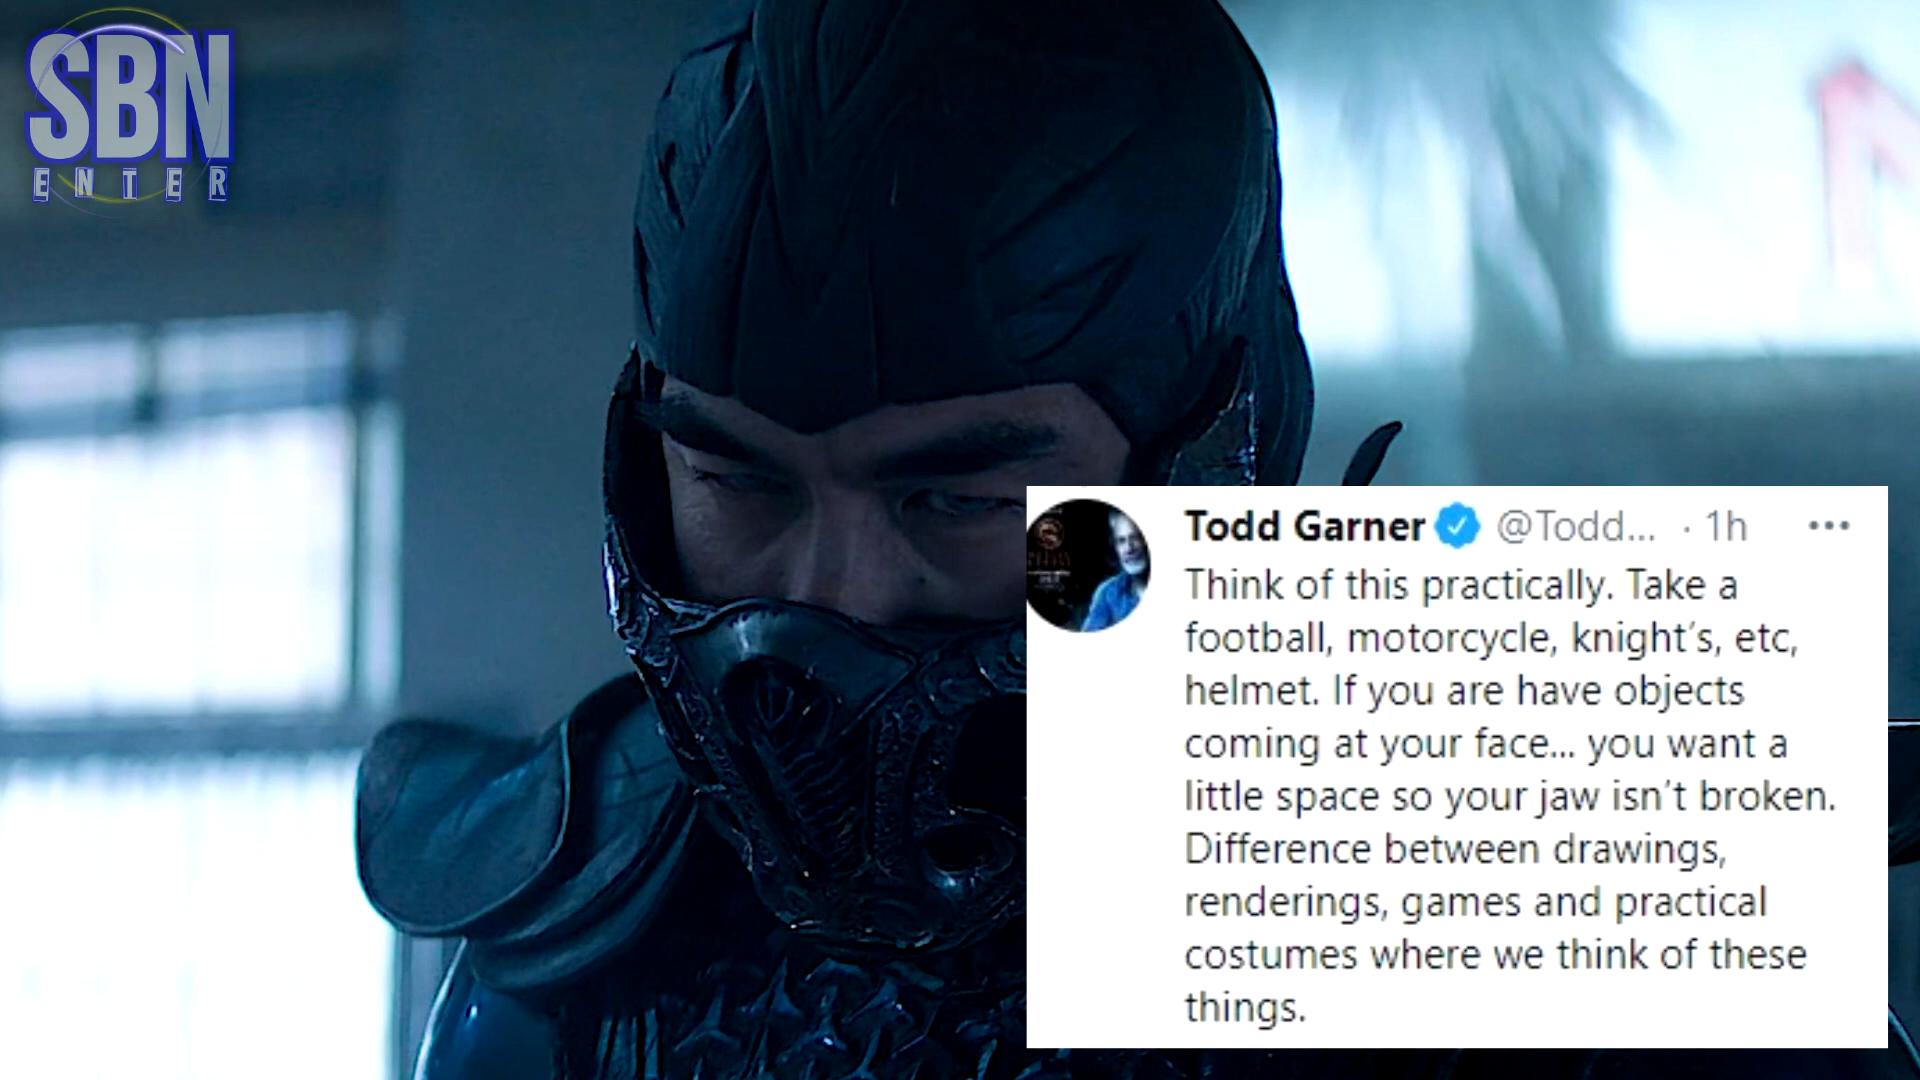 SBN
ENTER
Todd Garner @Todd... · 1h
Think of this practically. Take a
football, motorcycle, knight's, etc,
helmet. If you are have objects
coming at your face... you want a
little space so your jaw isn't broken.
Difference between drawings,
renderings, games and practical
costumes where we think of these
things.